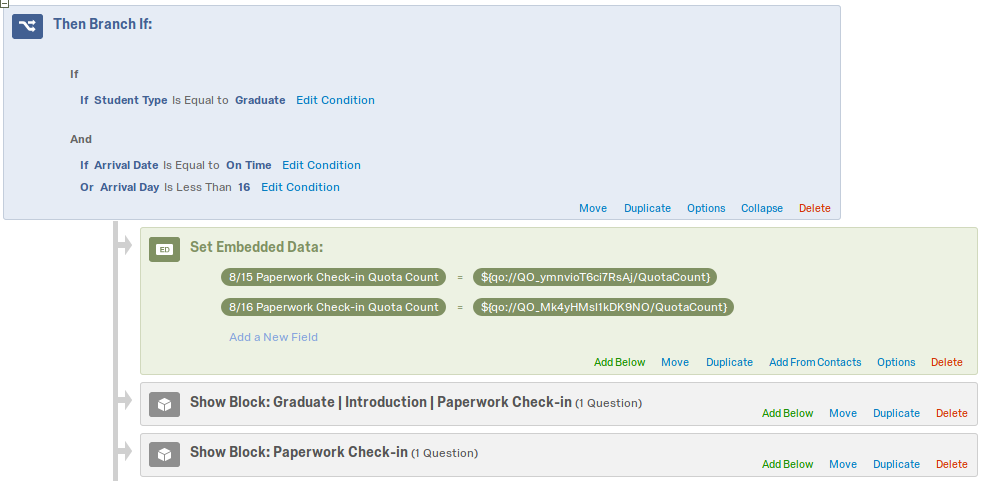 Then Branch If:
If
If Student Type Is Equal to Graduate Edit Condition
And
If Arrival Date Is Equal to On Time Edit Condition
Or Arrival Day Is Less Than 16 Edit Condition
Move Duplicate Options Collapse Delete
ED Set Embedded Data:
8/15 Paperwork Check-in Quota Count = ${qo://QO_ymnvioT6ci7RsAj/QuotaCount}
8/16 Paperwork Check-in Quota Count = ${qo://QO_Mk4yHMsl1kDK9NO/QuotaCount}
Add a New Field
Add Below Move Duplicate Add From Contacts Options Delete
Show Block: Graduate | Introduction | Paperwork Check-in (1 Question)
Add Below Move Duplicate Delete
Show Block: Paperwork Check-in (1 Question)
Add Below Move Duplicate Delete